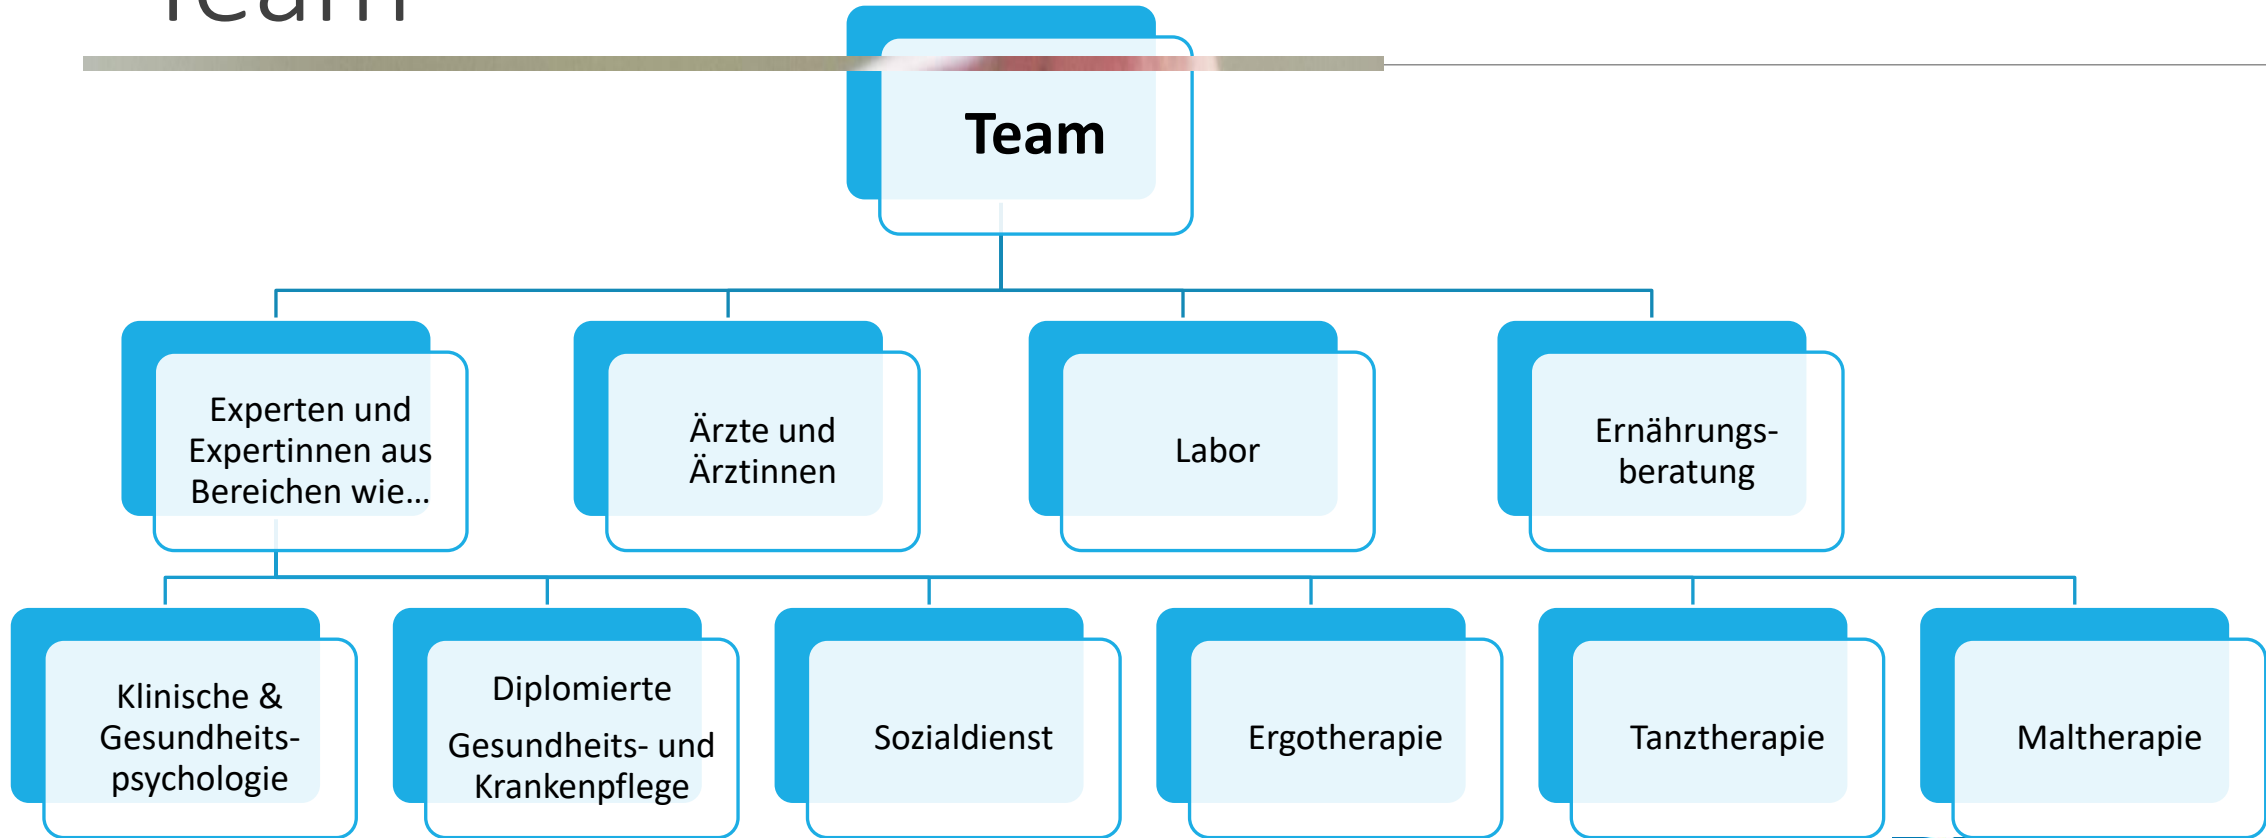 Team
Team
Experten und
Expertinnen aus
Bereichen wie…
Ärzte und
Ärztinnen
Labor
Ernährungs-
beratung
Klinische &
Gesundheits-
psychologie
Diplomierte
Gesundheits- und
Krankenpflege
Sozialdienst
Ergotherapie
Tanztherapie
Maltherapie